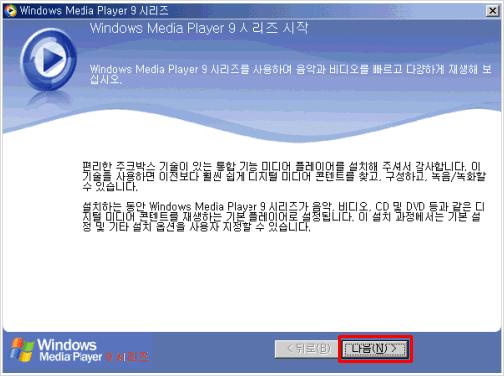 Windows Media Player 9 시리즈
Windows Media Player 9 시리즈 시작
Windows Media Player 9 시리즈를 사용하여 음악과 비디오를 빠르고 다양하게 재생해 보
십시오.
편리한 주크박스 기술이 있는 통합 기능 미디어 플레이어를 설치해 주셔서 감사합니다. 이
기술을 사용하면 이전보다 훨씬 쉽게 디지털 미디어 콘텐트를 찾고, 구성하고, 녹음/녹화할
수 있습니다.
설치하는 동안 Windows Media Player 9 시리즈가 음악, 비디오, CD 및 DVD 등과 같은 디
지털 미디어 콘텐트를 재생하는 기본 플레이어로 설정됩니다. 이 설치 과정에서는 기본 설
정 및 기타 설치 옵션을 사용자 지정할 수 있습니다.
Windows
Media Player 9 시리즈
< 뒤로(B)
다음(N) >